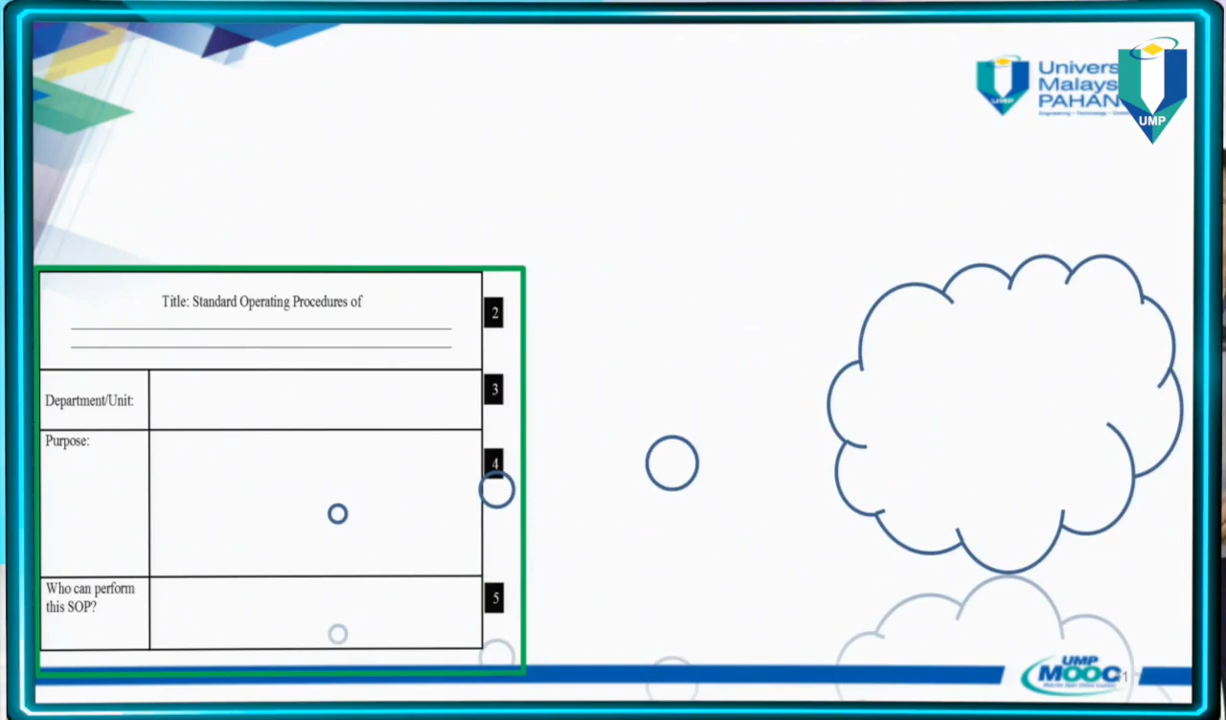 Univers
Malays
PAHAN
UMP
Title: Standard Operating Procedures of
2
Department/Unit:
3
Purpose:
4
Who can perform
this SOP?
5
UMP
MOOC
1